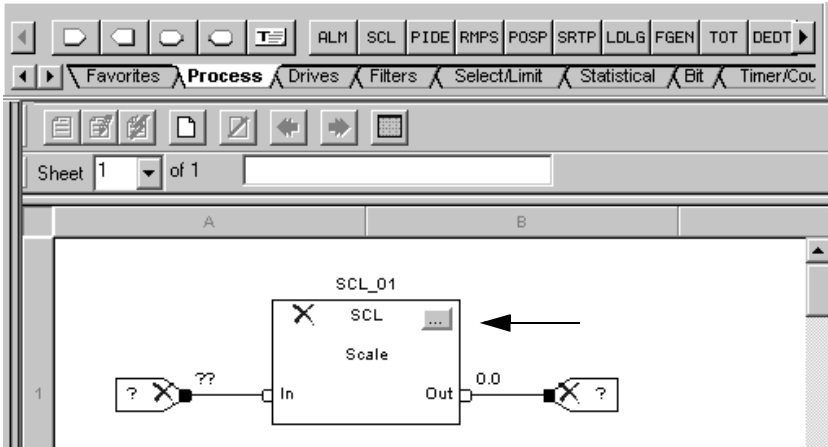 ALM SCL PIDE RMPS POSP SRTP LDLG FGEN TOT DEDT
Favorites Process Drives Filters Select/Limit Statistical Bit Timer/Cou
Sheet 1 of 1
A B
SCL_01
SCL ...
Scale
1 ? ?? In Out 0.0 ?